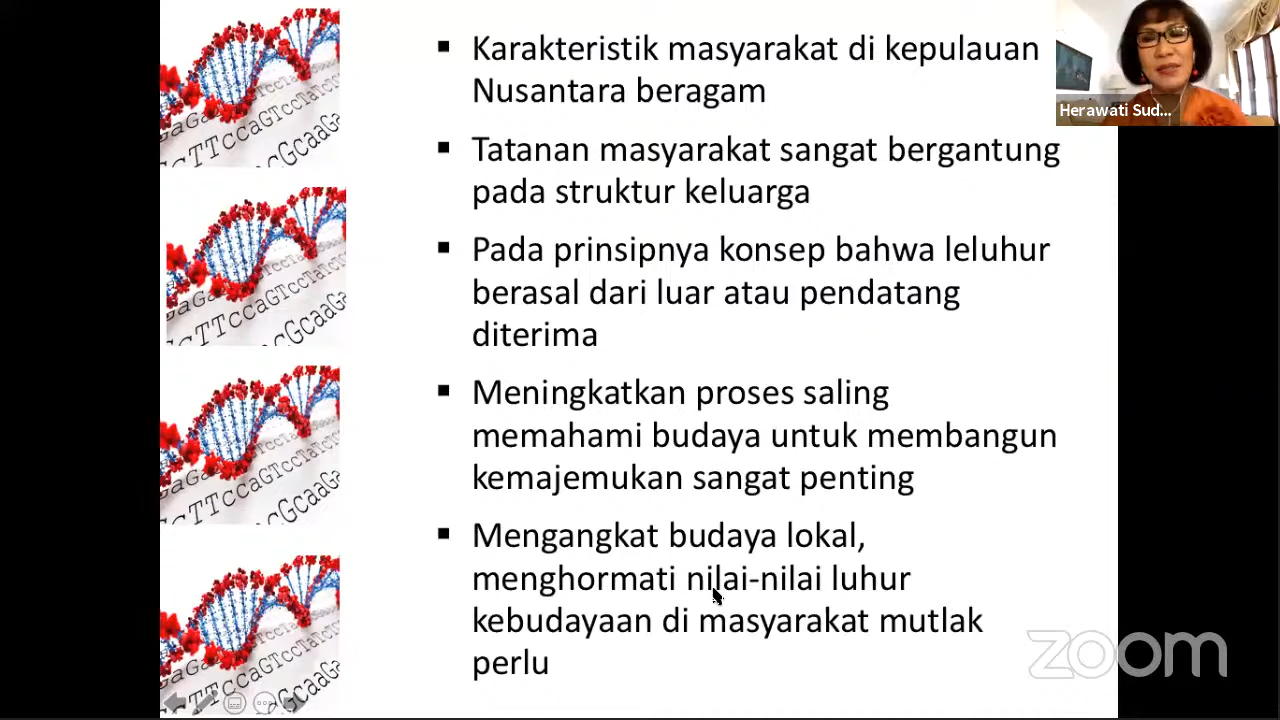 Karakteristik masyarakat di kepulauan
Nusantara beragam
Tatanan masyarakat sangat bergantung
pada struktur keluarga
Pada prinsipnya konsep bahwa leluhur
berasal dari luar atau pendatang
diterima
Meningkatkan proses saling
memahami budaya untuk membangun
kemajemukan sangat penting
Mengangkat budaya lokal,
menghormati nilai-nilai luhur
kebudayaan di masyarakat mutlak
perlu
Herawati Sud...
zoom